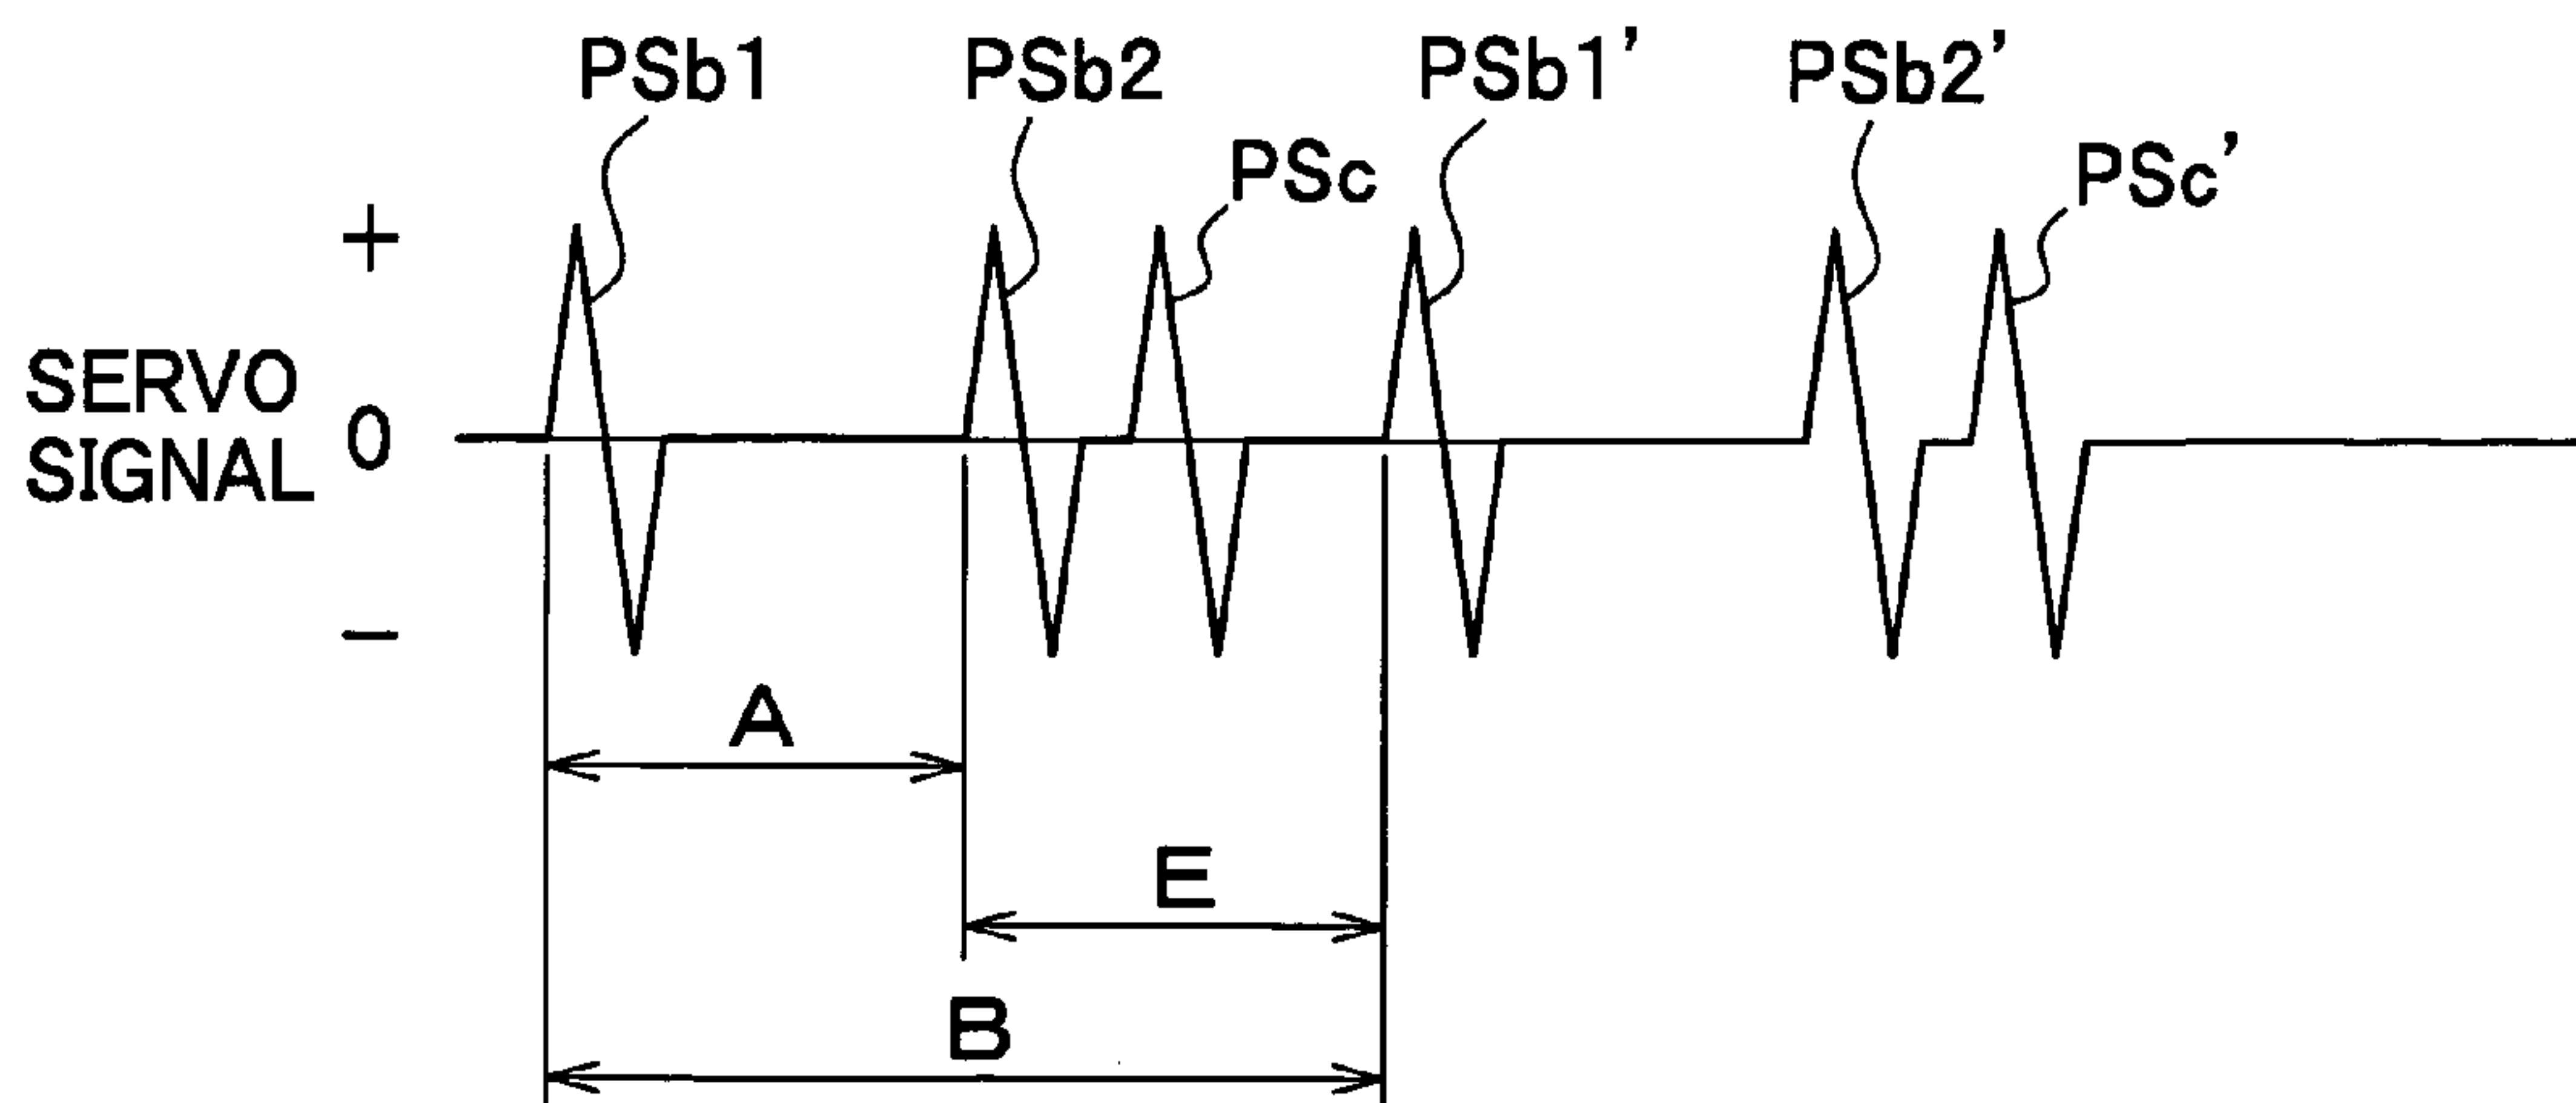 PSb1
PSb2
PSb1'
PSb2'
PSc
PSc'
+
SERVO
SIGNAL
0
−
A
E
B